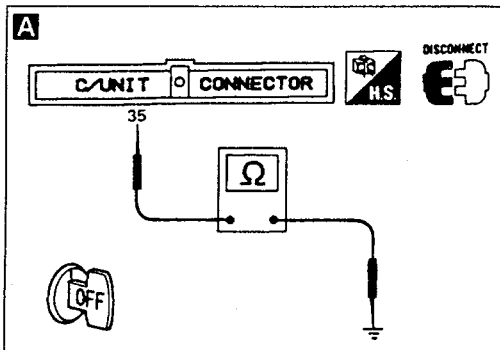 A
DISCONNECT
C/UNIT CONNECTOR
H.S.
35
Ω
OFF